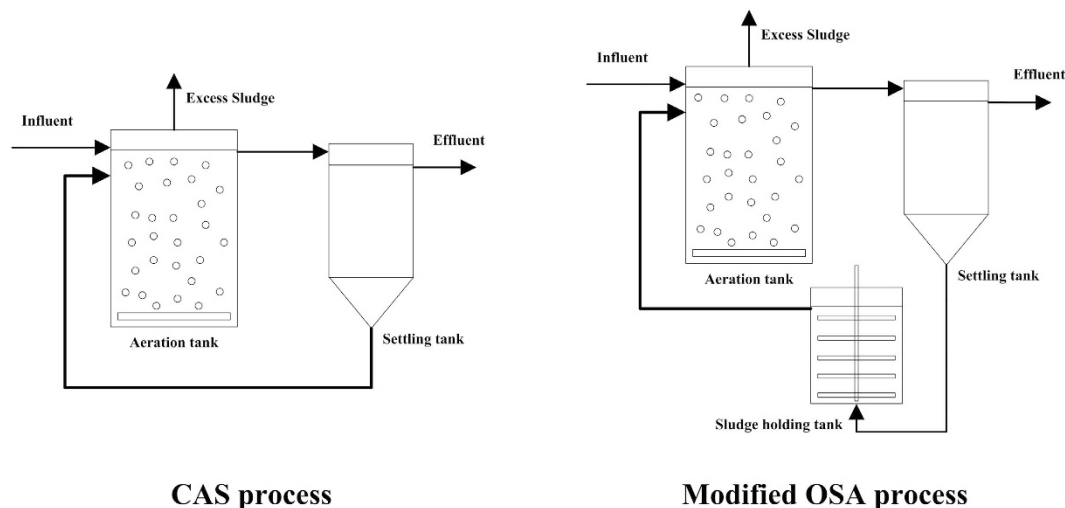 Excess Sludge
Influent
Effluent
Aeration tank
Settling tank
CAS process
Excess Sludge
Influent
Effluent
Aeration tank
Settling tank
Sludge holding tank
Modified OSA process